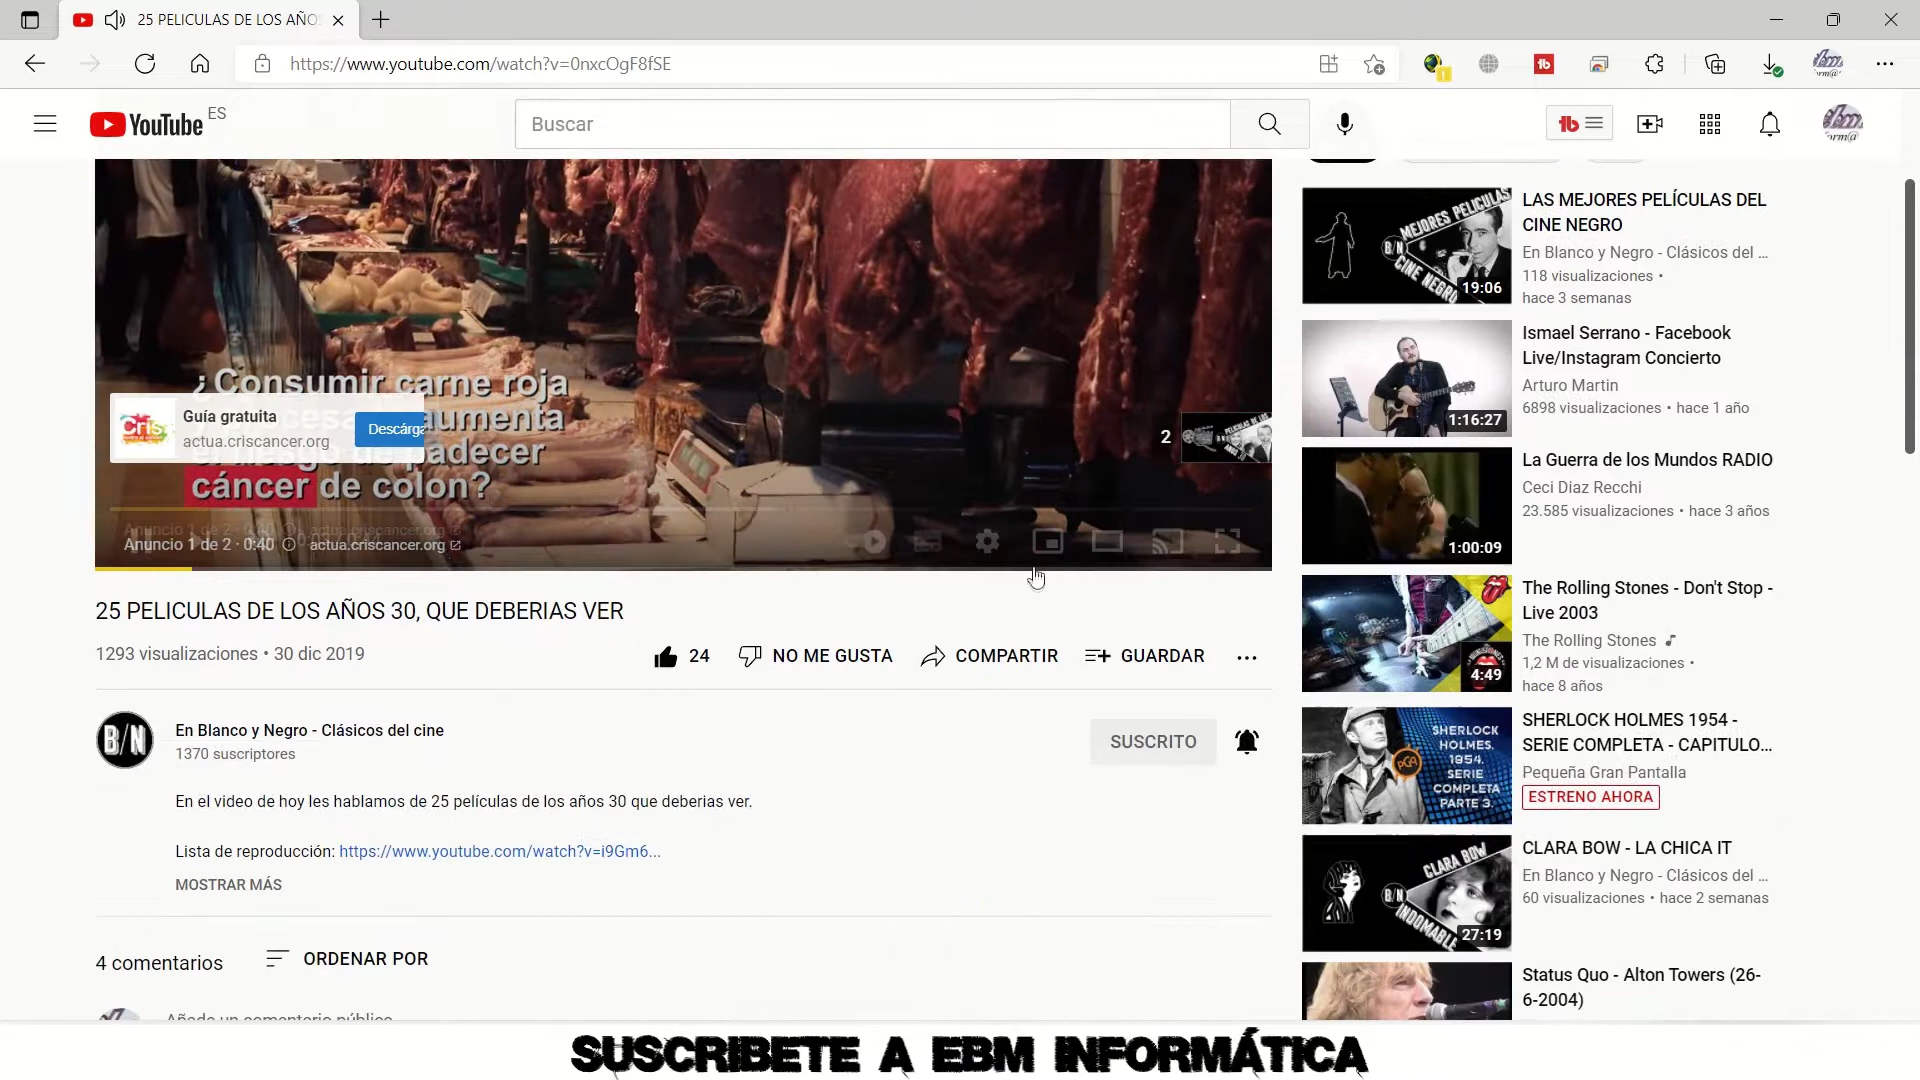 25 PELICULAS DE LOS AÑO
https://www.youtube.com/watch?v=0nxcOgF8fSE
YouTube ES
Buscar
¿Consumir carne roja
aumenta
padecer
cáncer de colon?
Guía gratuita
actua.criscancer.org
Descárga
2
Anuncio 1 de 2 · 0:40
actua.criscancer.org
25 PELICULAS DE LOS AÑOS 30, QUE DEBERIAS VER
1293 visualizaciones • 30 dic 2019
24
NO ME GUSTA
COMPARTIR
GUARDAR
B/N
En Blanco y Negro - Clásicos del cine
1370 suscriptores
SUSCRITO
En el video de hoy les hablamos de 25 películas de los años 30 que deberias ver.
Lista de reproducción: https://www.youtube.com/watch?v=i9Gm6...
MOSTRAR MÁS
4 comentarios
ORDENAR POR
MEJORES PELICULAS
B/N
CINE NEGRO
19:06
LAS MEJORES PELÍCULAS DEL
CINE NEGRO
En Blanco y Negro - Clásicos del ...
118 visualizaciones •
hace 3 semanas
1:16:27
Ismael Serrano - Facebook
Live/Instagram Concierto
Arturo Martin
6898 visualizaciones • hace 1 año
1:00:09
La Guerra de los Mundos RADIO
Ceci Diaz Recchi
23.585 visualizaciones • hace 3 años
4:49
The Rolling Stones - Don't Stop -
Live 2003
The Rolling Stones
1,2 M de visualizaciones •
hace 8 años
SHERLOCK
HOLMES.
1954.
SERIE
COMPLETA
PARTE 3.
PGA
SHERLOCK HOLMES 1954 -
SERIE COMPLETA - CAPITULO...
Pequeña Gran Pantalla
ESTRENO AHORA
CLARA BOW
B/N
INDOMABLE
27:19
CLARA BOW - LA CHICA IT
En Blanco y Negro - Clásicos del ...
60 visualizaciones • hace 2 semanas
Status Quo - Alton Towers (26-
6-2004)
SUSCRIBETE A EBM INFORMÁTICA